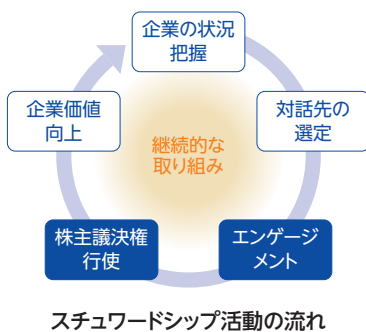 企業の状況
把握
企業価値
向上
対話先の
選定
継続的な
取り組み
株主議決権
行使
エンゲージ
メント
スチュワードシップ活動の流れ